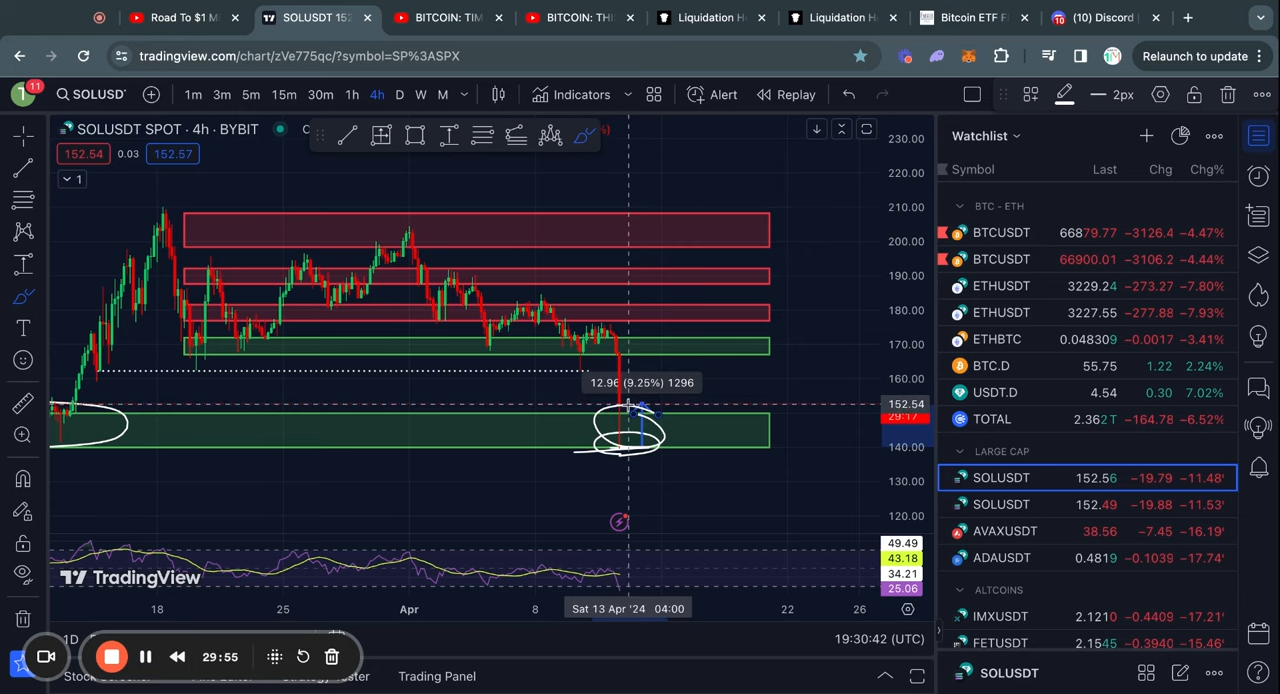 Road To $1 M
SOLUSDT 152
BITCOIN: TIM
BITCOIN: THI
Liquidation H
Liquidation H
Bitcoin ETF F
(10) Discord
tradingview.com/chart/zVe775qc/?symbol=SP%3ASPX
Relaunch to update
11
SOLUSDT
1m 3m 5m 15m 30m 1h 4h D W M
Indicators
Alert
Replay
2px
SOLUSDT SPOT · 4h · BYBIT
152.54 0.03 152.57
1
230.00
220.00
210.00
200.00
190.00
180.00
170.00
160.00
152.54
29:17
140.00
130.00
120.00
12.96 (9.25%) 1296
49.49
43.18
34.21
25.06
TradingView
18 25 Apr 8 Sat 13 Apr '24 04:00 22 26
1D
19:30:42 (UTC)
29:55
Trading Panel
Watchlist
Symbol Last Chg Chg%
BTC - ETH
BTCUSDT 66879.77 −3126.4 −4.47%
BTCUSDT 66900.01 −3106.2 −4.44%
ETHUSDT 3229.24 −273.27 −7.80%
ETHUSDT 3227.55 −277.88 −7.93%
ETHBTC 0.048309 −0.0017 −3.41%
BTC.D 55.75 1.22 2.24%
USDT.D 4.54 0.30 7.02%
TOTAL 2.362T −164.78 −6.52%
LARGE CAP
SOLUSDT 152.56 −19.79 −11.48%
SOLUSDT 152.49 −19.88 −11.53%
AVAXUSDT 38.56 −7.45 −16.19%
ADAUSDT 0.4819 −0.1039 −17.74%
ALTCOINS
IMXUSDT 2.1210 −0.4409 −17.21%
FETUSDT 2.1545 −0.3940 −15.46%
SOLUSDT